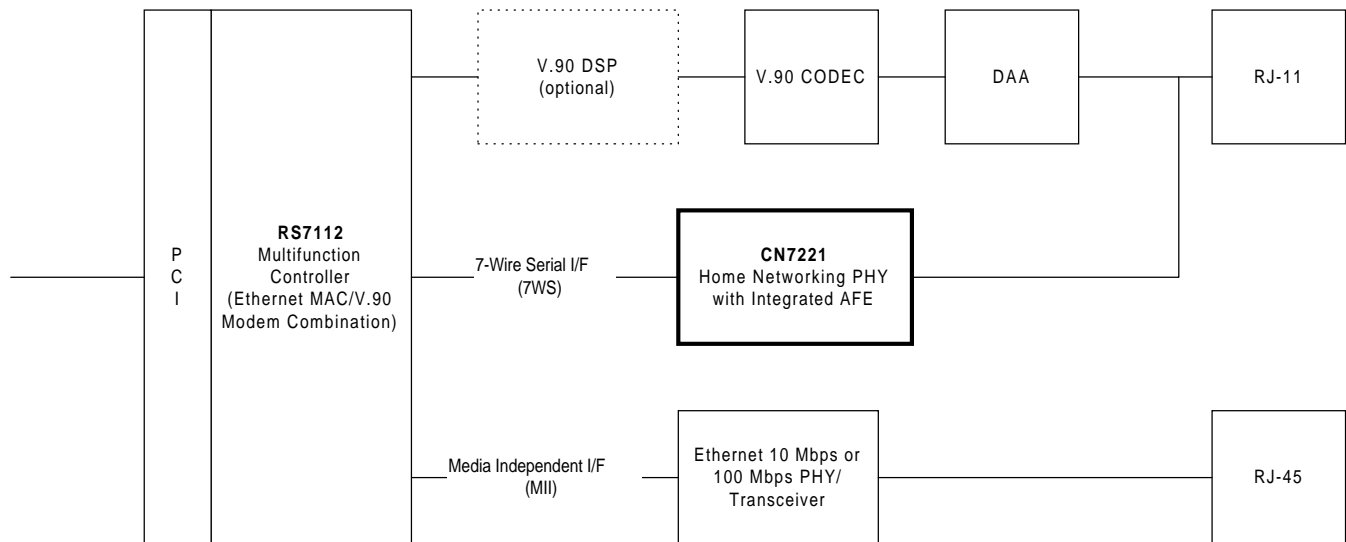 P
C
I
RS7112
Multifunction
Controller
(Ethernet MAC/V.90
Modem Combination)
V.90 DSP
(optional)
V.90 CODEC
DAA
RJ-11
7-Wire Serial I/F
(7WS)
CN7221
Home Networking PHY
with Integrated AFE
Media Independent I/F
(MII)
Ethernet 10 Mbps or
100 Mbps PHY/
Transceiver
RJ-45